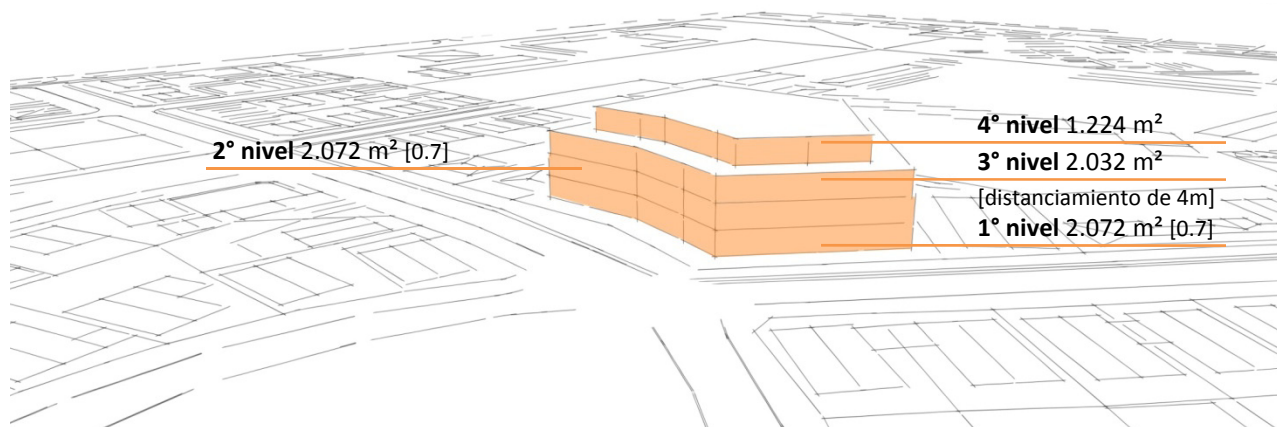 4° nivel 1.224 m²
2° nivel 2.072 m² [0.7]
3° nivel 2.032 m²
[distanciamiento de 4m]
1° nivel 2.072 m² [0.7]